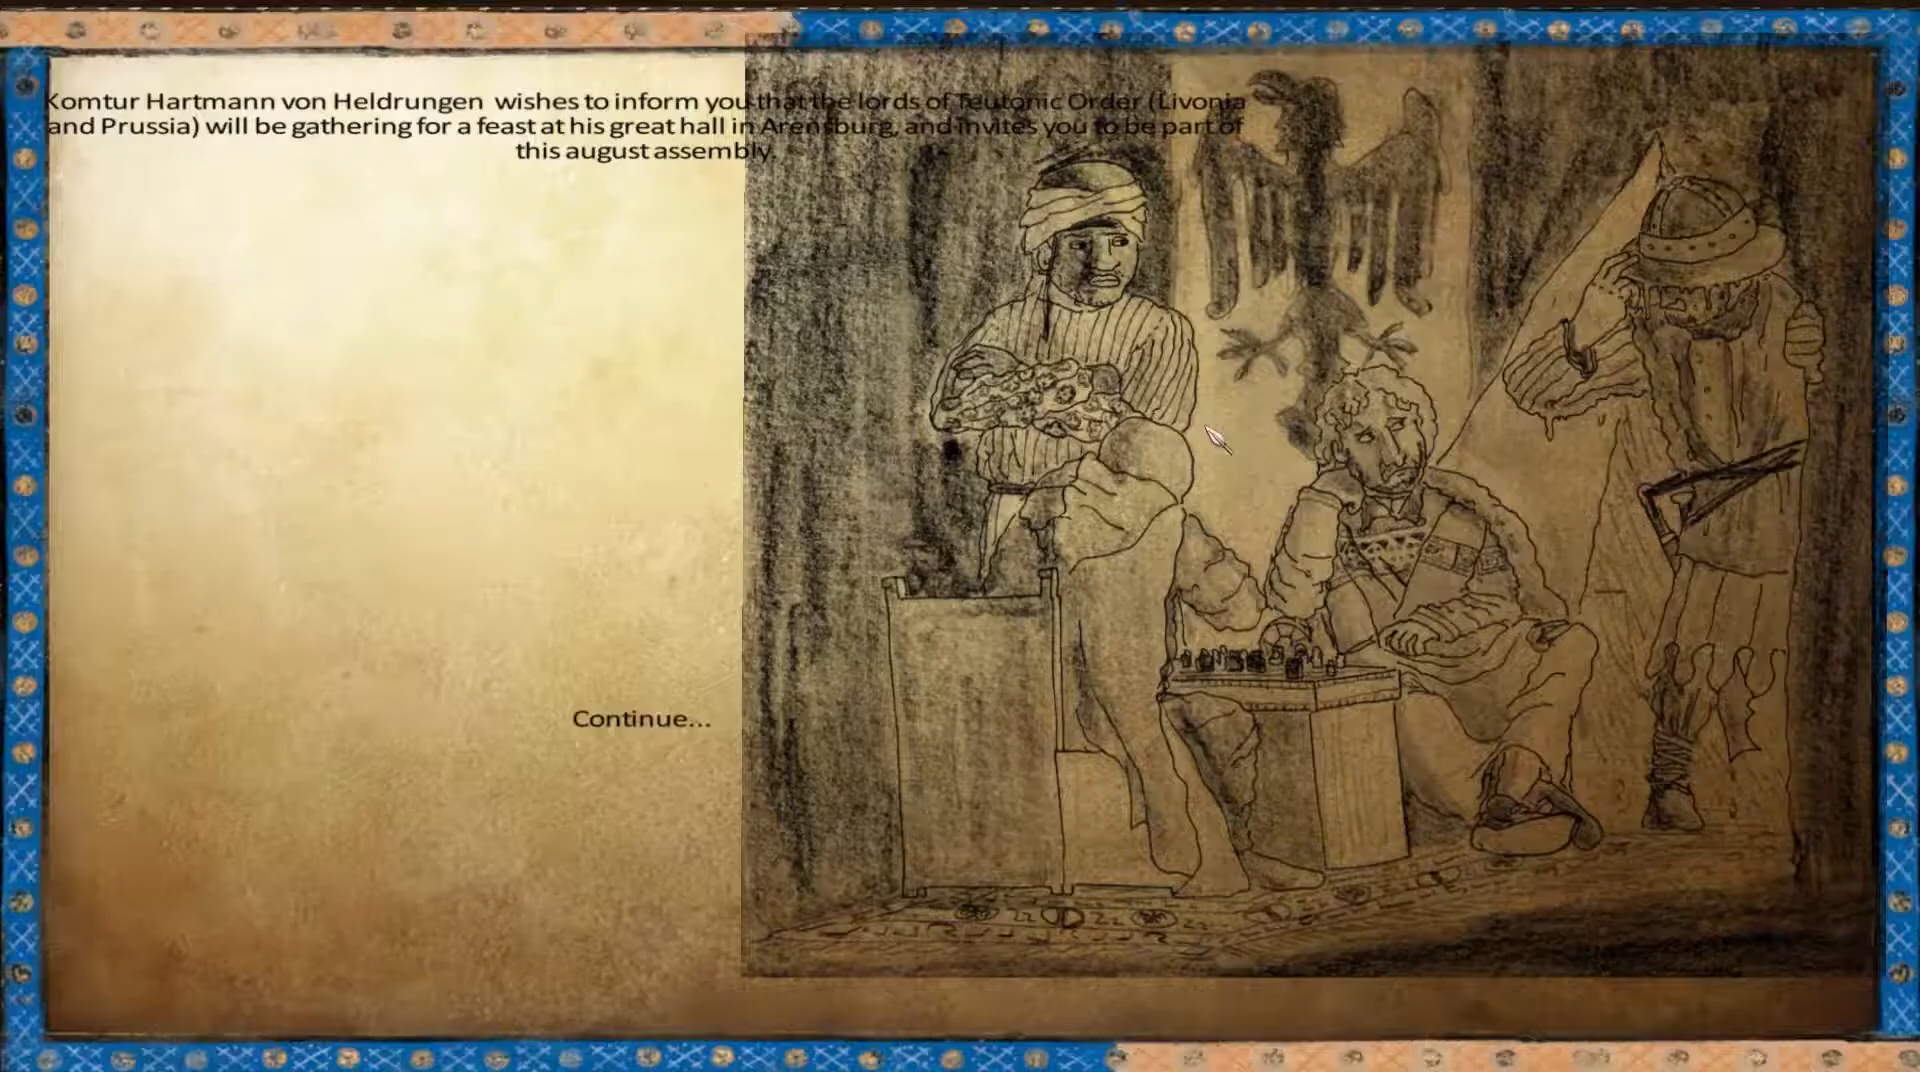 Komtur Hartmann von Heldrungen wishes to inform you that the lords of Teutonic Order (Livonia
and Prussia) will be gathering for a feast at his great hall in Arensburg, and invites you to be part of
this august assembly.
Continue...